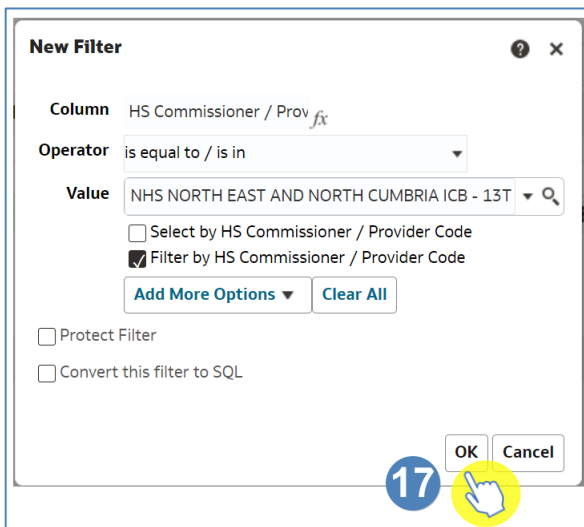 New Filter
Column HS Commissioner / Prov fx
Operator is equal to / is in
Value NHS NORTH EAST AND NORTH CUMBRIA ICB - 13T
Select by HS Commissioner / Provider Code
Filter by HS Commissioner / Provider Code
Add More Options Clear All
Protect Filter
Convert this filter to SQL
OK Cancel
17